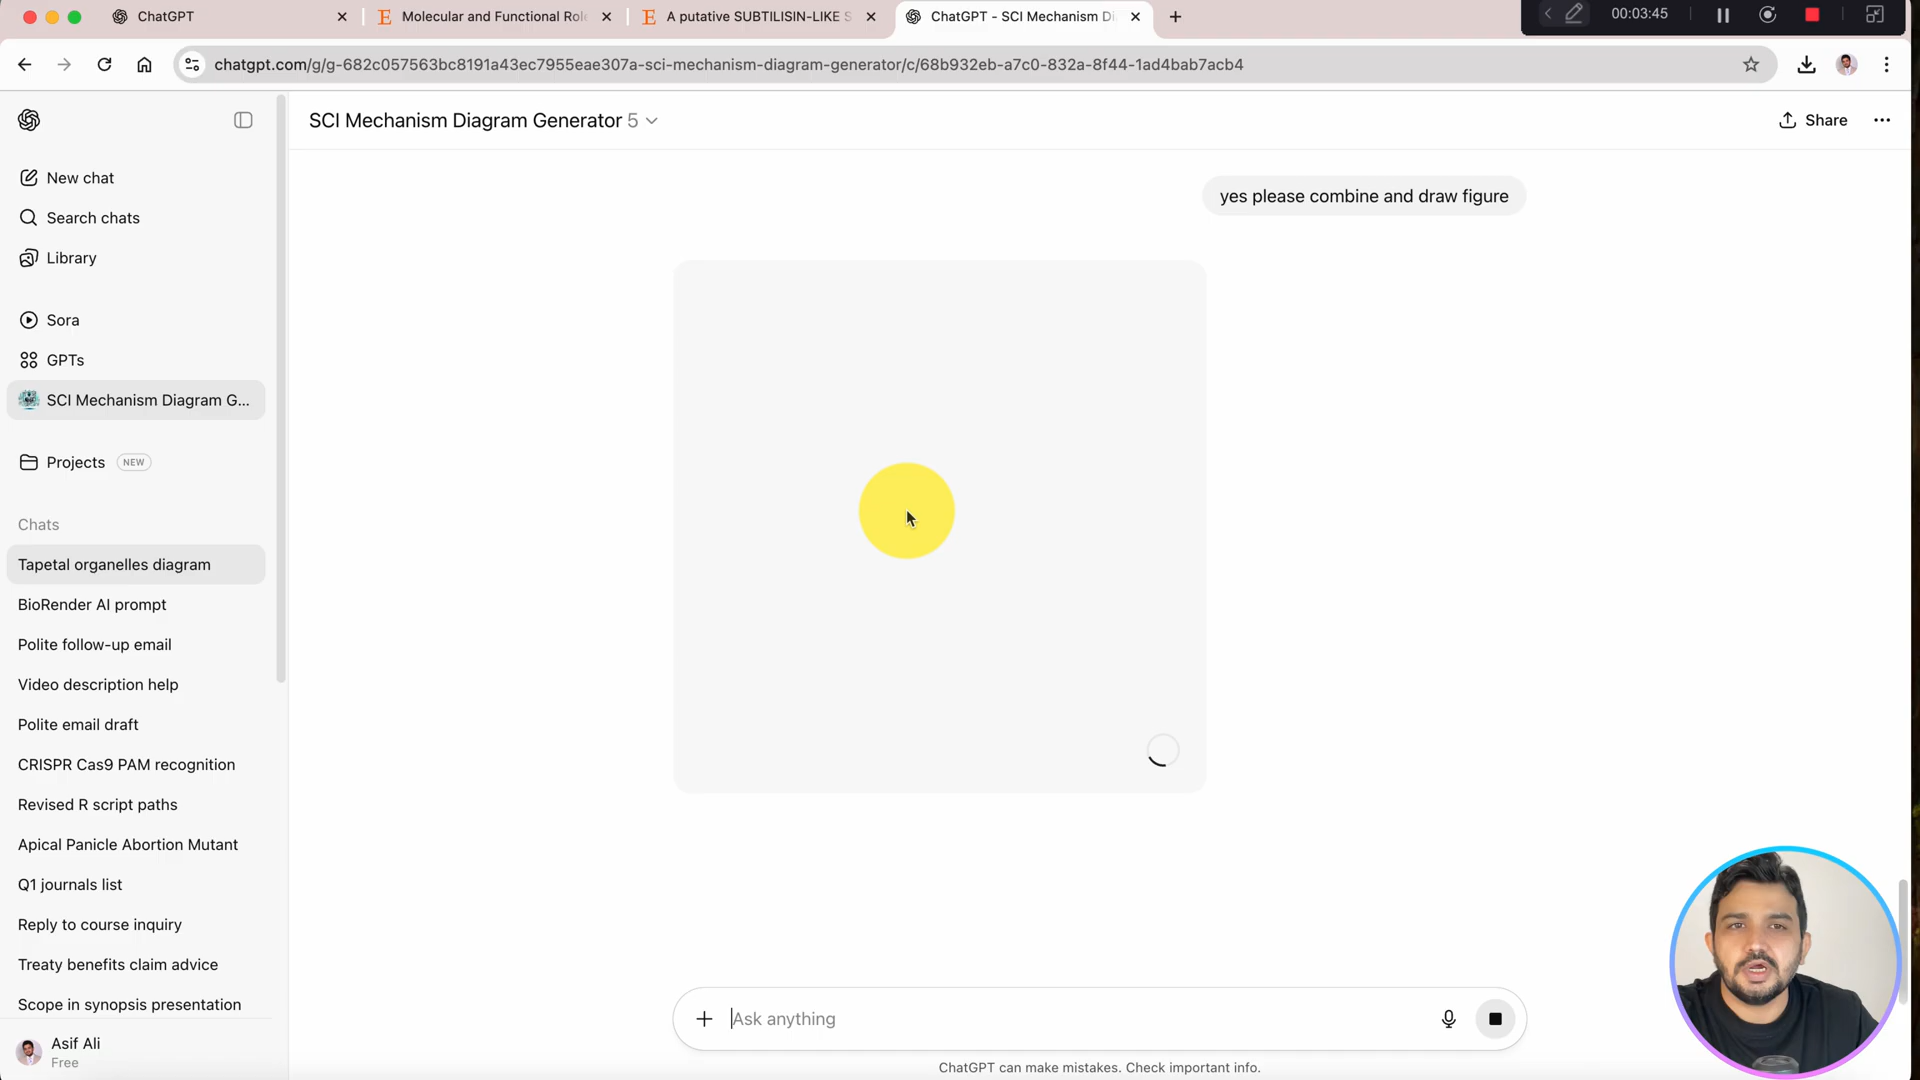 ChatGPT
Molecular and Functional Rol
A putative SUBTILISIN-LIKE S
ChatGPT - SCI Mechanism Di
00:03:45
chatgpt.com/g/g-682c057563bc8191a43ec7955eae307a-sci-mechanism-diagram-generator/c/68b932eb-a7c0-832a-8f44-1ad4bab7acb4
SCI Mechanism Diagram Generator 5
Share
New chat
Search chats
Library
Sora
GPTs
SCI Mechanism Diagram G...
Projects NEW
Chats
Tapetal organelles diagram
BioRender AI prompt
Polite follow-up email
Video description help
Polite email draft
CRISPR Cas9 PAM recognition
Revised R script paths
Apical Panicle Abortion Mutant
Q1 journals list
Reply to course inquiry
Treaty benefits claim advice
Scope in synopsis presentation
Asif Ali
Free
yes please combine and draw figure
Ask anything
ChatGPT can make mistakes. Check important info.